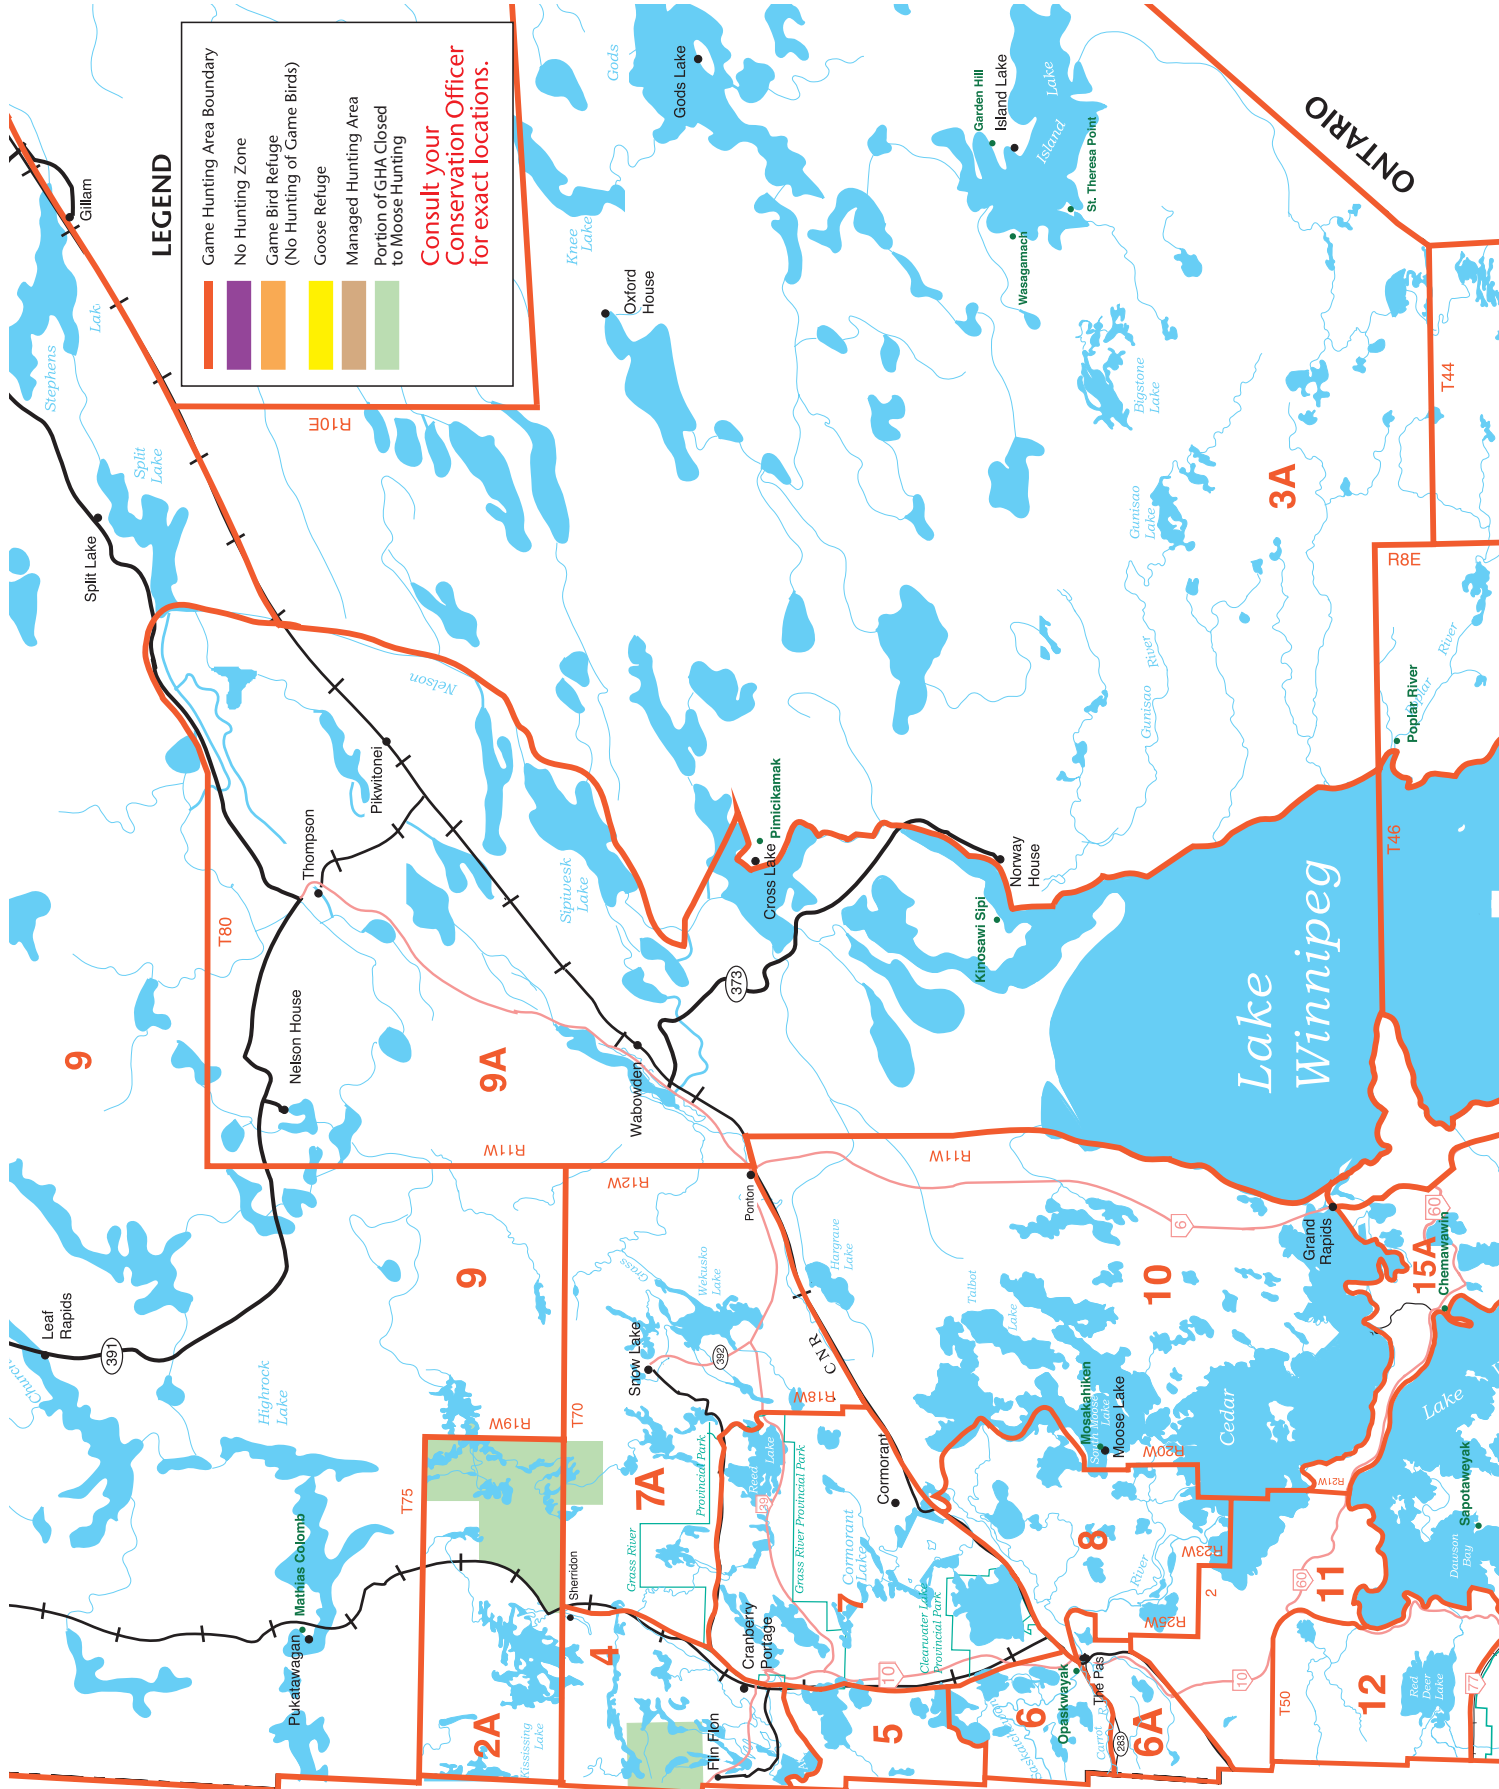 LEGEND
Game Hunting Area Boundary
No Hunting Zone
Game Bird Refuge
(No Hunting of Game Birds)
Goose Refuge
Managed Hunting Area
Portion of GHA Closed
to Moose Hunting
Consult your
Conservation Officer
for exact locations.
Gillam
Stephens
Lak
Split
Lake
Split Lake
R10E
Knee
Lake
Gods
Gods Lake
Oxford
House
Garden Hill
Island Lake
Island
Lake
St. Theresa Point
Wasagamach
ONTARIO
Bigstone
Lake
Gunisao
Lake
3A
T44
R8E
Gunisao
River
Poplar River
Poplar
River
T46
Nelson
Pikwitonei
Thompson
T80
Nelson House
9
9A
R11W
Sipiwesk
Lake
Pimicikamak
Cross Lake
Norway
House
Kinosawi Sipi
373
Wabowden
Lake
Winnipeg
R11W
R12W
Ponton
Leaf
Rapids
391
Church
Highrock
Lake
9
R19W
T70
T75
Snow Lake
Grass
Wekusko
Lake
392
Hargrave
Lake
C N R
R18W
Talbot
Lake
10
6
Grand
Rapids
60
15A
Chemawawin
Mosakahiken
South Moose
Lake
Moose Lake
R20W
Cedar
Lake
R21W
Mathias Colomb
Pukatawagan
Sherridon
Grass River
Provincial Park
7A
Reed
Lake
39
Grass River Provincial Park
Cormorant
Cormorant
Lake
7
Clearwater Lake
Provincial Park
8
River
R23W
R25W
2
60
11
Dawson
Bay
Sapotaweyak
4
Cranberry
Portage
10
2A
Kississing
Lake
Flin Flon
5
6
Opaskwayak
The Pas
Carrot
R
283
6A
10
T50
12
Red
Deer
Lake
77